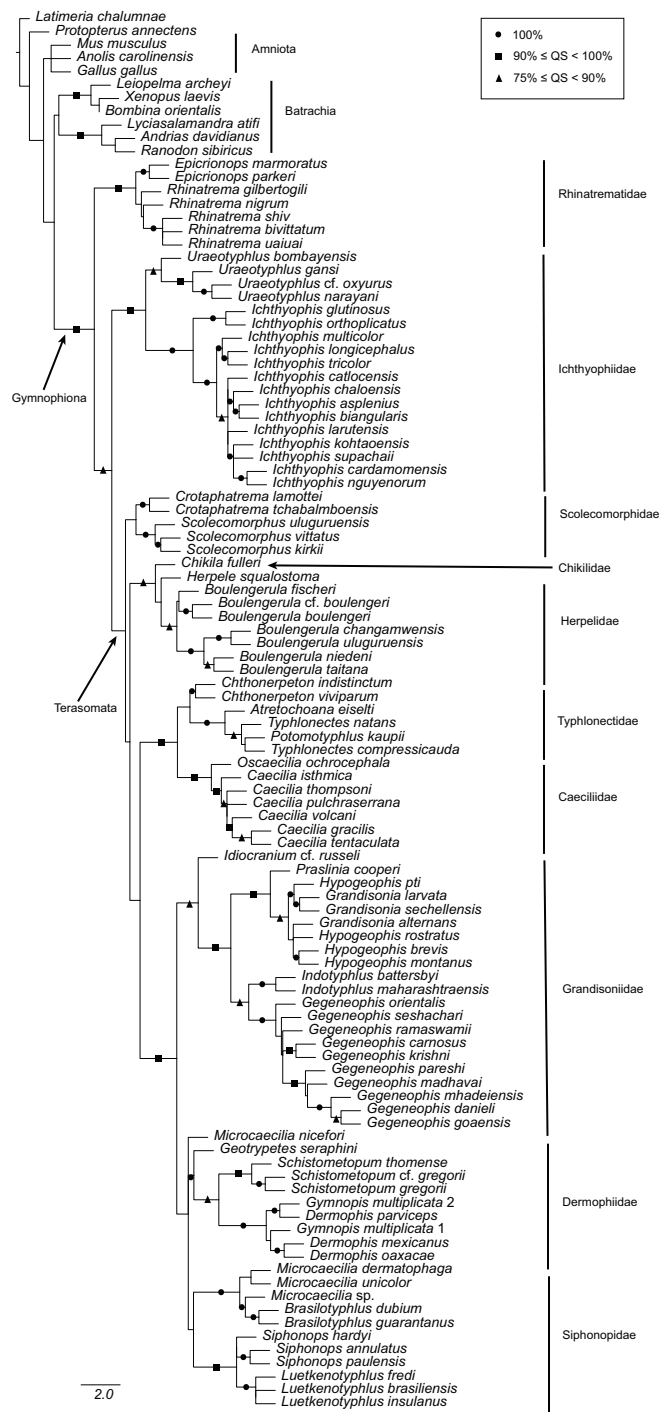 Latimeria chalumnae
Protopterus annectens
Mus musculus
Anolis carolinensis
Gallus gallus
Amniota
Leiopelma archeyi
Xenopus laevis
Bombina orientalis
Lyciasalamandra atifi
Andrias davidianus
Ranodon sibiricus
Batrachia
100%
90% ≤ QS < 100%
75% ≤ QS < 90%
Epicrionops marmoratus
Epicrionops parkeri
Rhinatrema gilbertogili
Rhinatrema nigrum
Rhinatrema shiv
Rhinatrema bivittatum
Rhinatrema uaiuai
Rhinatrematidae
Uraeotyphlus bombayensis
Uraeotyphlus gansi
Uraeotyphlus cf. oxyurus
Uraeotyphlus narayani
Ichthyophis glutinosus
Ichthyophis orthoplicatus
Ichthyophis multicolor
Ichthyophis longicephalus
Ichthyophis tricolor
Ichthyophis catlocensis
Ichthyophis chaloensis
Ichthyophis asplenius
Ichthyophis biangularis
Ichthyophis larutensis
Ichthyophis kohtaoensis
Ichthyophis supachaii
Ichthyophis cardamomensis
Ichthyophis nguyenorum
Ichthyophiidae
Gymnophiona
Crotaphatrema lamottei
Crotaphatrema tchabalmboensis
Scolecomorphus uluguruensis
Scolecomorphus vittatus
Scolecomorphus kirkii
Scolecomorphidae
Chikila fulleri
Chikilidae
Herpele squalostoma
Boulengerula fischeri
Boulengerula cf. boulengeri
Boulengerula boulengeri
Boulengerula changamwensis
Boulengerula uluguruensis
Boulengerula niedeni
Boulengerula taitana
Herpelidae
Terasomata
Chthonerpeton indistinctum
Chthonerpeton viviparum
Atretochoana eiselti
Typhlonectes natans
Potomotyphlus kaupii
Typhlonectes compressicauda
Typhlonectidae
Oscaecilia ochrocephala
Caecilia isthmica
Caecilia thompsoni
Caecilia pulchraserrana
Caecilia volcani
Caecilia gracilis
Caecilia tentaculata
Caeciliidae
Idiocranium cf. russeli
Praslinia cooperi
Hypogeophis pti
Grandisonia larvata
Grandisonia sechellensis
Grandisonia alternans
Hypogeophis rostratus
Hypogeophis brevis
Hypogeophis montanus
Indotyphlus battersbyi
Indotyphlus maharashtraensis
Gegeneophis orientalis
Gegeneophis seshachari
Gegeneophis ramaswamii
Gegeneophis carnosus
Gegeneophis krishni
Gegeneophis pareshi
Gegeneophis madhavai
Gegeneophis mhadeiensis
Gegeneophis danieli
Gegeneophis goaensis
Grandisoniidae
Microcaecilia nicefori
Geotrypetes seraphini
Schistometopum thomense
Schistometopum cf. gregorii
Schistometopum gregorii
Gymnopis multiplicata 2
Dermophis parviceps
Gymnopis multiplicata 1
Dermophis mexicanus
Dermophis oaxacae
Dermophiidae
Microcaecilia dermatophaga
Microcaecilia unicolor
Microcaecilia sp.
Brasilotyphlus dubium
Brasilotyphlus guarantanus
Siphonops hardyi
Siphonops annulatus
Siphonops paulensis
Luetkenotyphlus fredi
Luetkenotyphlus brasiliensis
Luetkenotyphlus insulanus
Siphonopidae
2.0